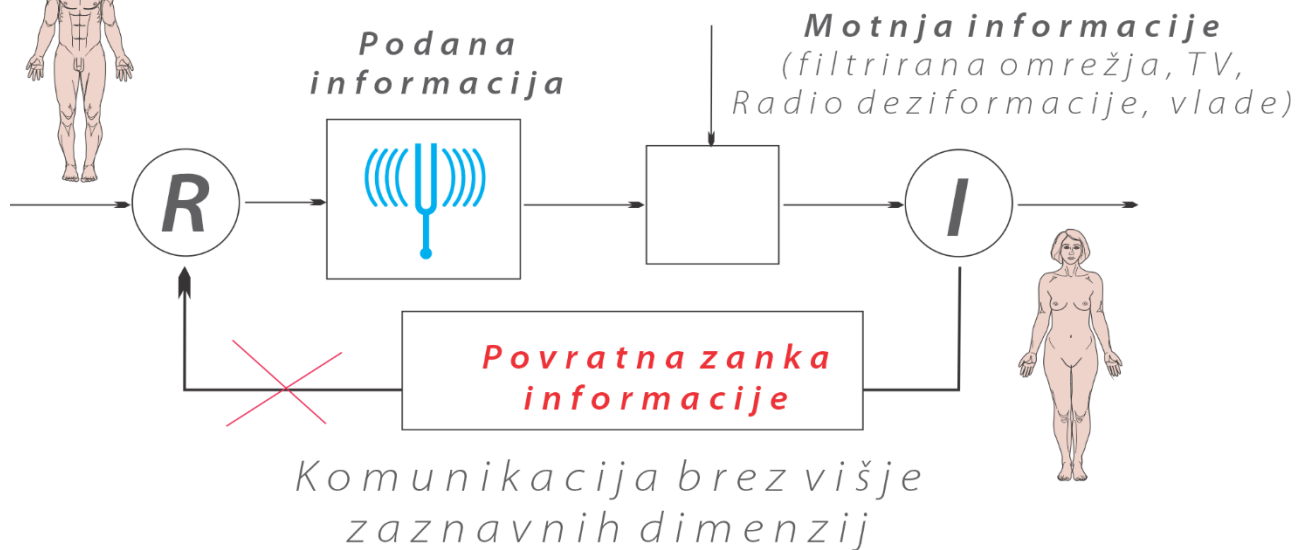 Podana
informacija
Motnja informacije
(filtrirana omrežja, TV,
Radio deziformacije, vlade)
R
I
Povratna zanka
informacije
Komunikacija brez višje
zaznavnih dimenzij